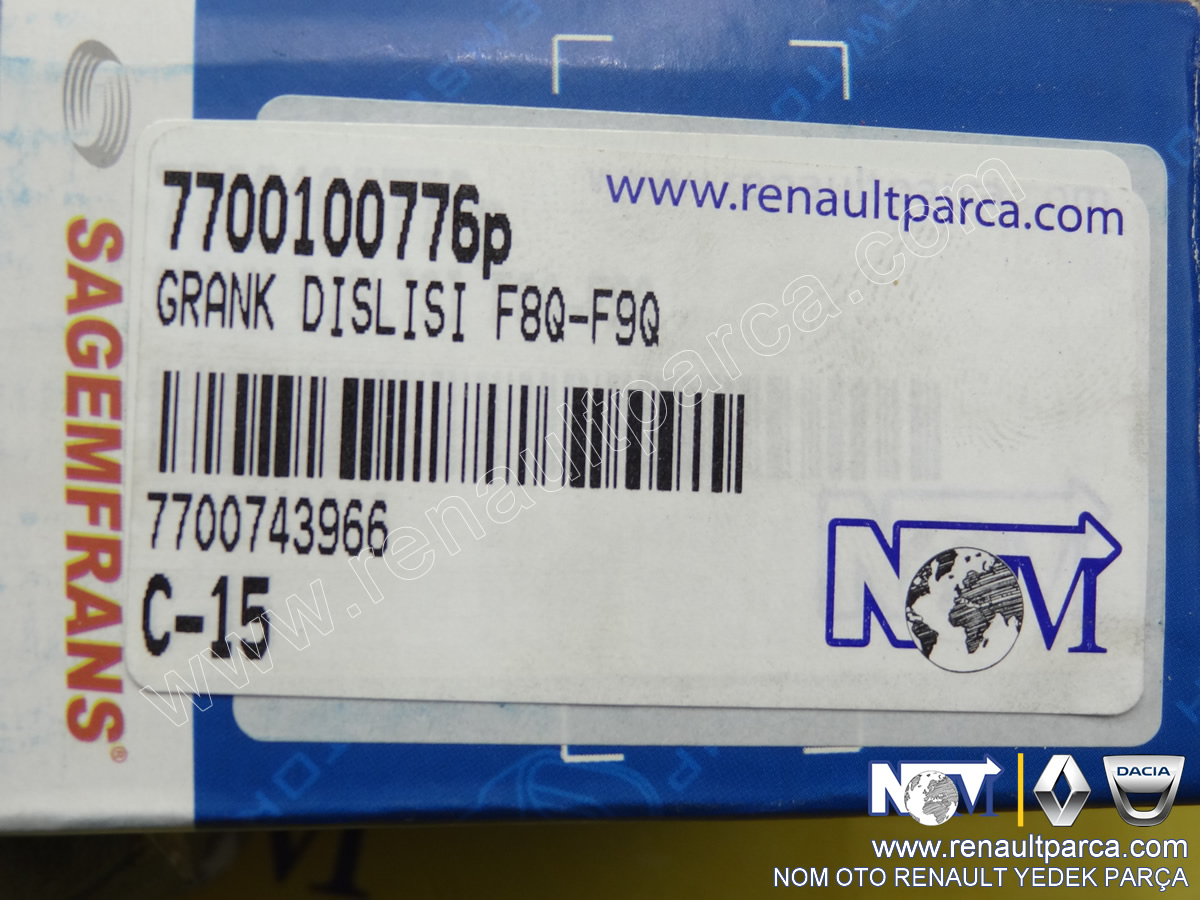 SAGEMFRANS®
7700100776p
www.renaultparca.com
GRANK DISLISI F8Q-F9Q
7700743966
C-15
NOM
www.renaultparca.com
NOM
DACIA
www.renaultparca.com
NOM OTO RENAULT YEDEK PARÇA